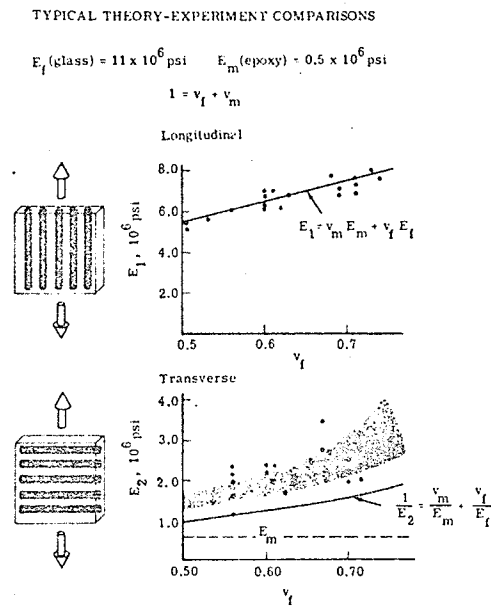 TYPICAL THEORY-EXPERIMENT COMPARISONS
E_f (glass) = 11 x 10^6 psi E_m (epoxy) = 0.5 x 10^6 psi
1 = v_f + v_m
Longitudinal
8.0
6.0
4.0
2.0
E_1, 10^6 psi
E_1 = v_m E_m + v_f E_f
0.5 0.6 0.7
v_f
Transverse
4.0
3.0
2.0
1.0
E_2, 10^6 psi
1/E_2 = v_m/E_m + v_f/E_f
E_m
0.50 0.60 0.70
v_f